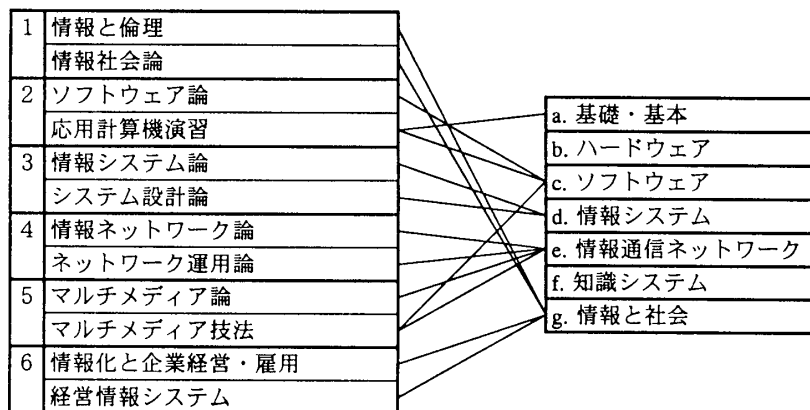 1 情報と倫理
情報社会論
2 ソフトウェア論
応用計算機演習
3 情報システム論
システム設計論
4 情報ネットワーク論
ネットワーク運用論
5 マルチメディア論
マルチメディア技法
6 情報化と企業経営・雇用
経営情報システム
a. 基礎・基本
b. ハードウェア
c. ソフトウェア
d. 情報システム
e. 情報通信ネットワーク
f. 知識システム
g. 情報と社会